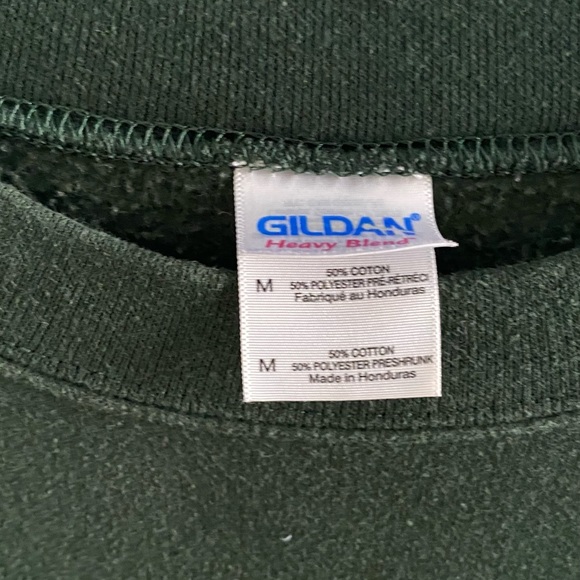 GILDAN®
Heavy Blend™
M
50% COTON
50% POLYESTER PRÉ-RÉTRÉCI
Fabriqué au Honduras
M
50% COTTON
50% POLYESTER PRESHRUNK
Made in Honduras